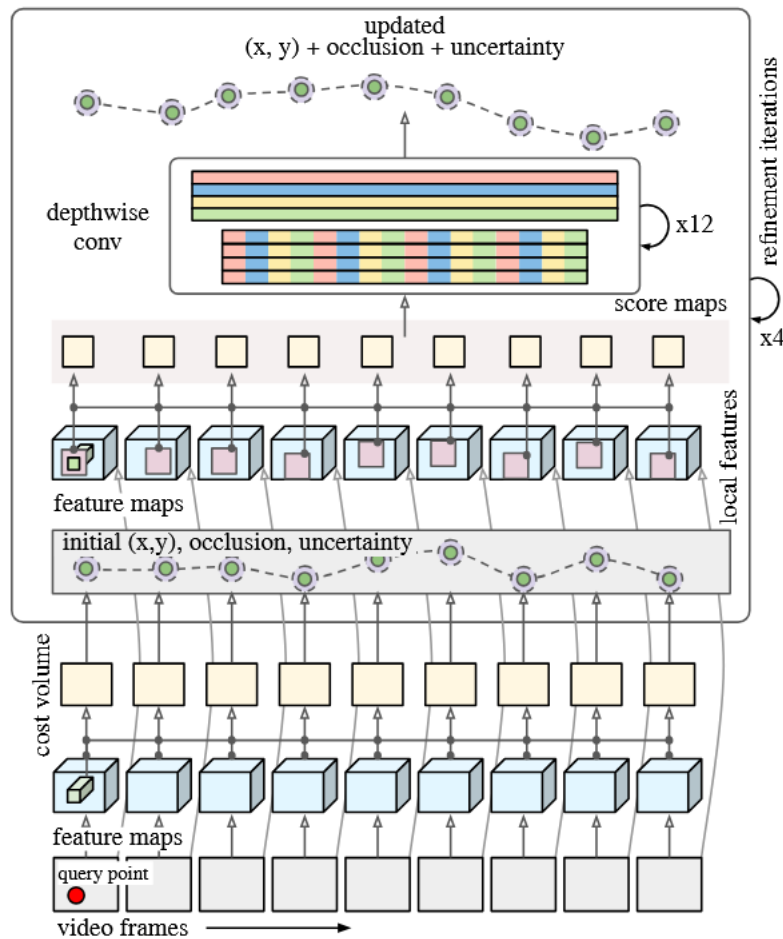 updated
(x, y) + occlusion + uncertainty
refinement iterations
depthwise
conv
x12
score maps
x4
local features
feature maps
initial (x,y), occlusion, uncertainty
cost volume
feature maps
query point
video frames